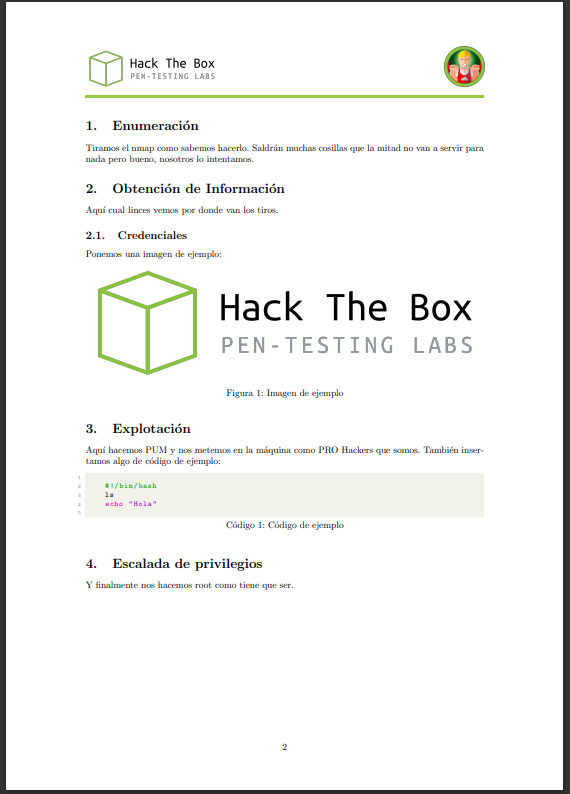 Hack The Box
PEN-TESTING LABS
1. Enumeración
Tiramos el nmap como sabemos hacerlo. Saldrán muchas cosillas que la mitad no van a servir para
nada pero bueno, nosotros lo intentamos.
2. Obtención de Información
Aquí cual linces vemos por donde van los tiros.
2.1. Credenciales
Ponemos una imagen de ejemplo:
Hack The Box
PEN-TESTING LABS
Figura 1: Imagen de ejemplo
3. Explotación
Aquí hacemos PUM y nos metemos en la máquina como PRO Hackers que somos. También inser-
tamos algo de código de ejemplo:
1
2 #!/bin/bash
3 ls
4 echo "Hola"
5
Código 1: Código de ejemplo
4. Escalada de privilegios
Y finalmente nos hacemos root como tiene que ser.
2